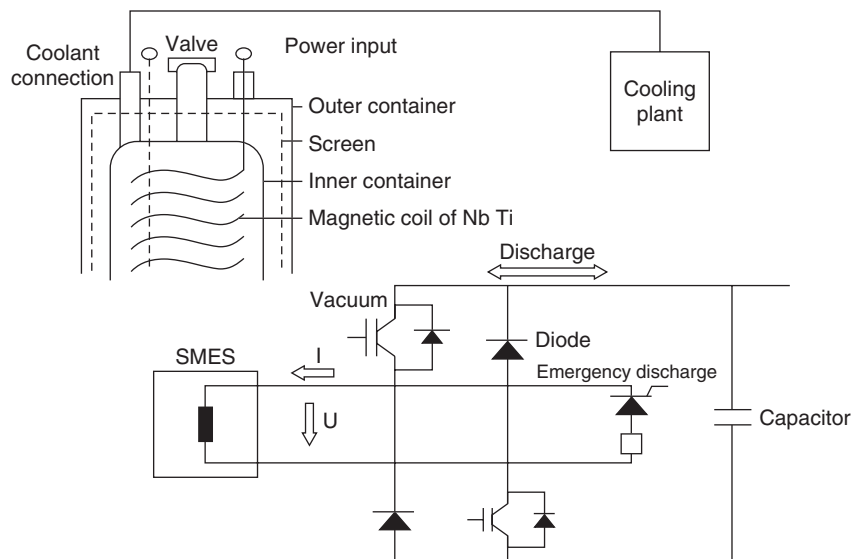 Coolant
connection
Valve
Power input
Cooling
plant
Outer container
Screen
Inner container
Magnetic coil of Nb Ti
Discharge
Vacuum
Diode
SMES
I
Emergency discharge
U
Capacitor